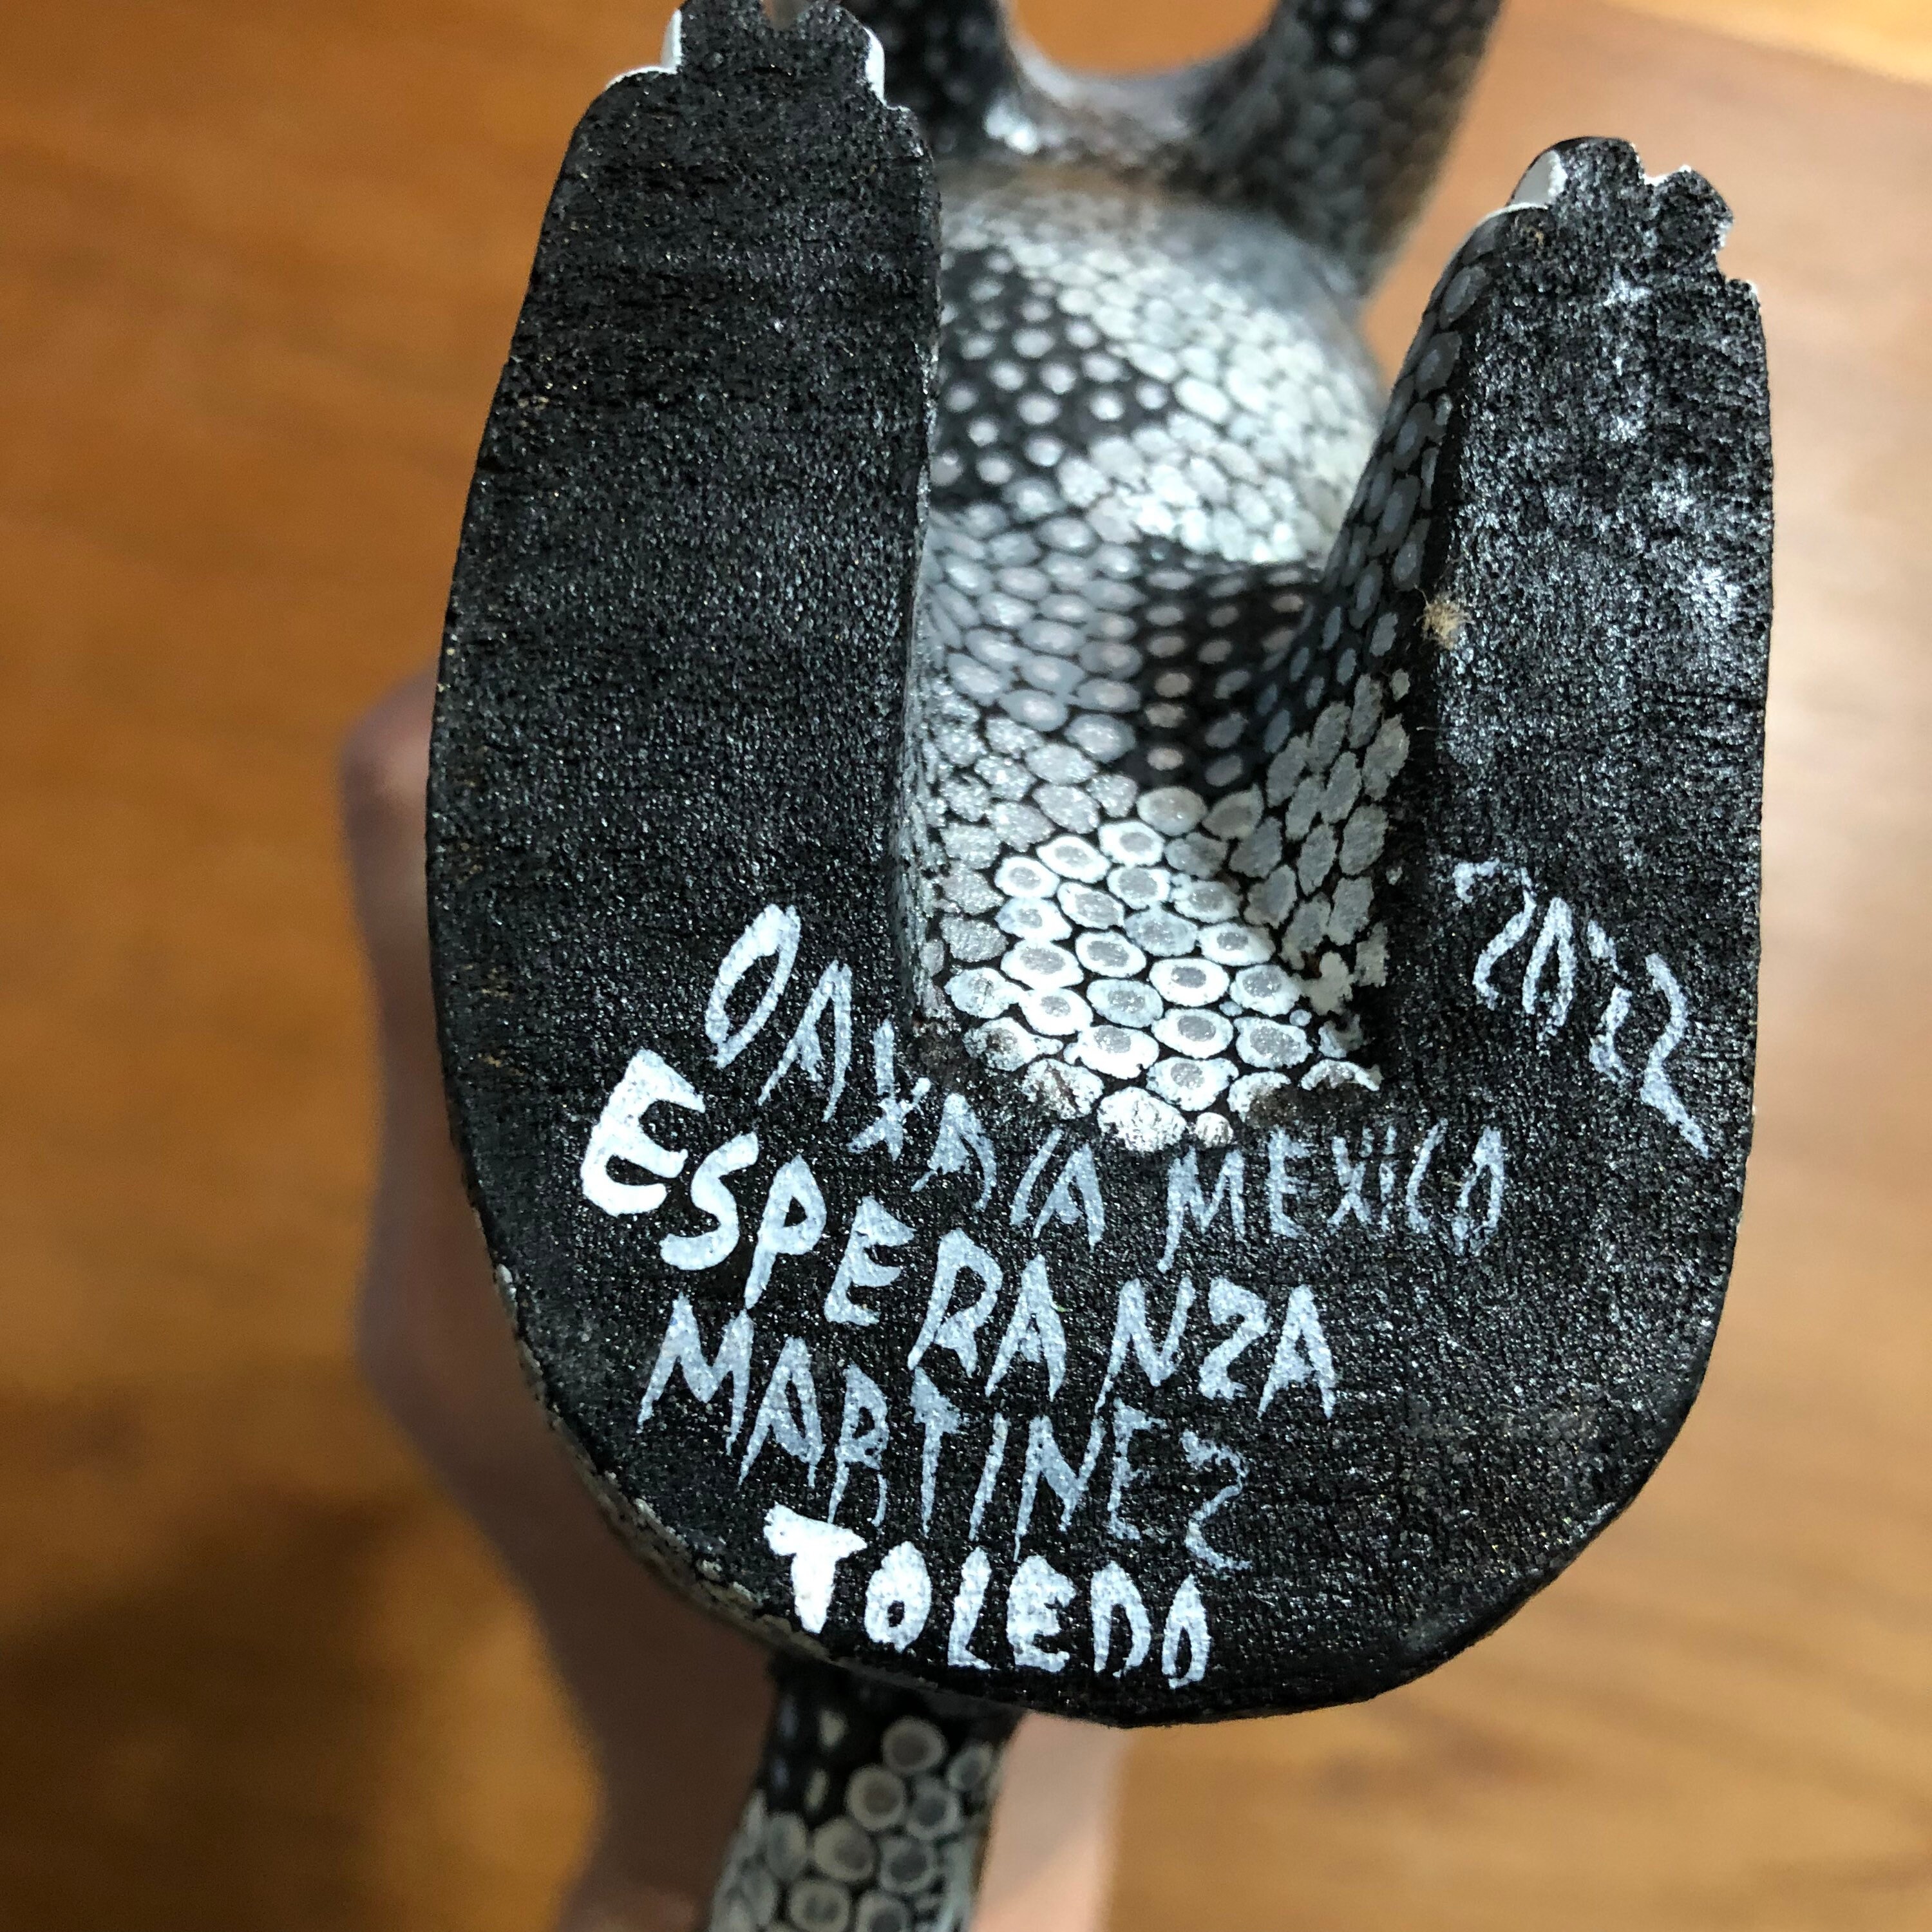 2022
OAXACA MEXICO
ESPERANZA
MARTINEZ
TOLEDO